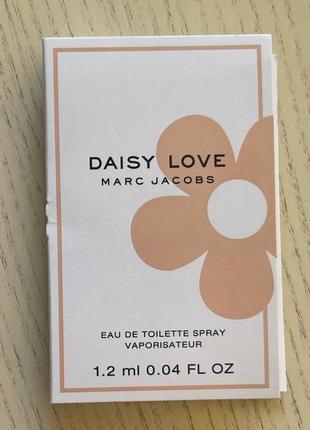 DAISY LOVE
MARC JACOBS
EAU DE TOILETTE SPRAY
VAPORISATEUR
1.2 ml 0.04 FL OZ